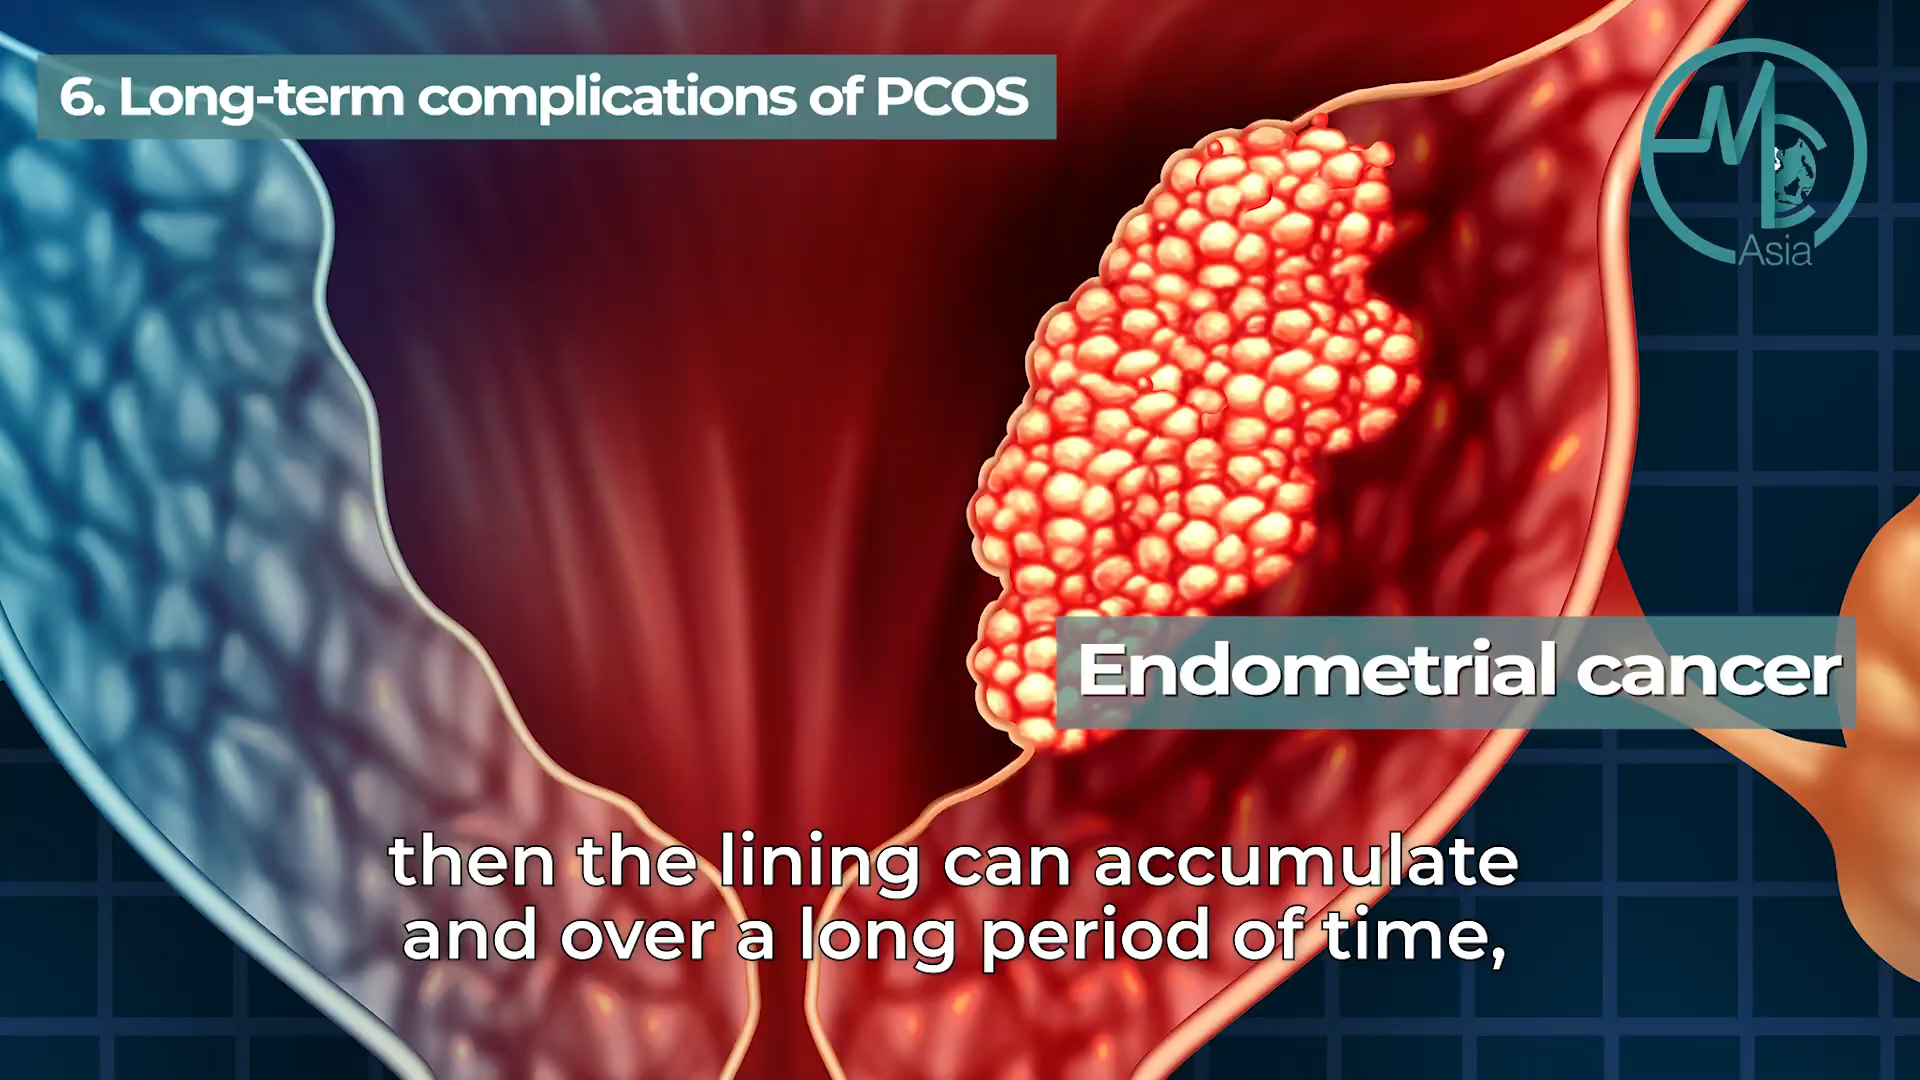 6. Long-term complications of PCOS
MC
Asia
Endometrial cancer
then the lining can accumulate
and over a long period of time,